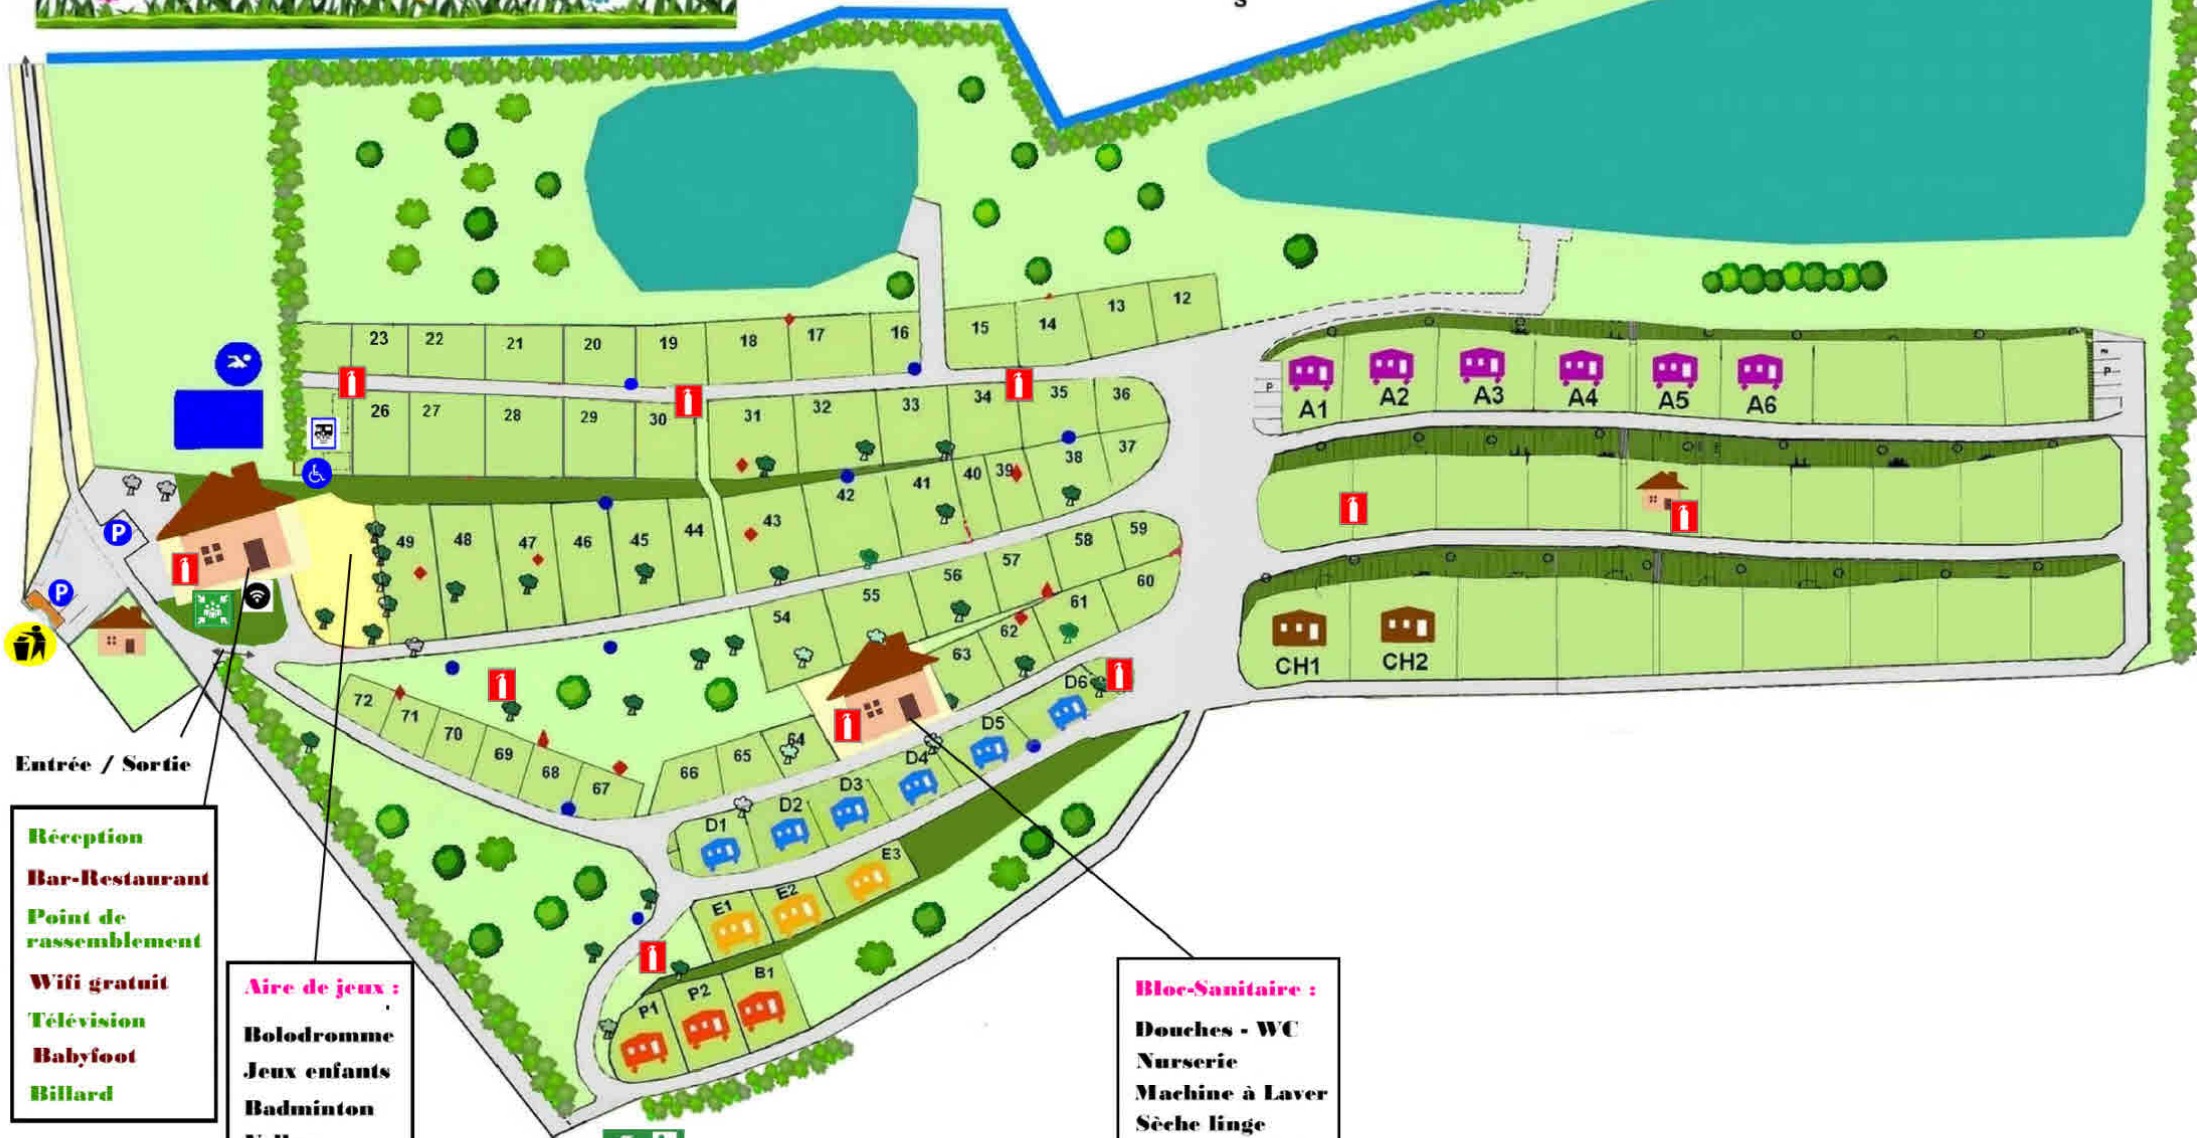 S
23 22 21 20 19 18 17 16 15 14 13 12
26 27 28 29 30 31 32 33 34 35 36
37
38
39
40
41
42
43
44
45
46
47
48
49
54 55 56 57 58 59
60
61
62
63
64
65
66
67
68
69
70
71
72
A1 A2 A3 A4 A5 A6
P
P
P
P
CH1 CH2
D1 D2 D3 D4 D5 D6
E1 E2 E3
P1 P2 B1
Entrée / Sortie
Réception
Bar-Restaurant
Point de
rassemblement
Wifi gratuit
Télévision
Babyfoot
Billard
Aire de jeux :
Bolodromme
Jeux enfants
Badminton
Bloc-Sanitaire :
Douches - WC
Nurserie
Machine à Laver
Sèche linge